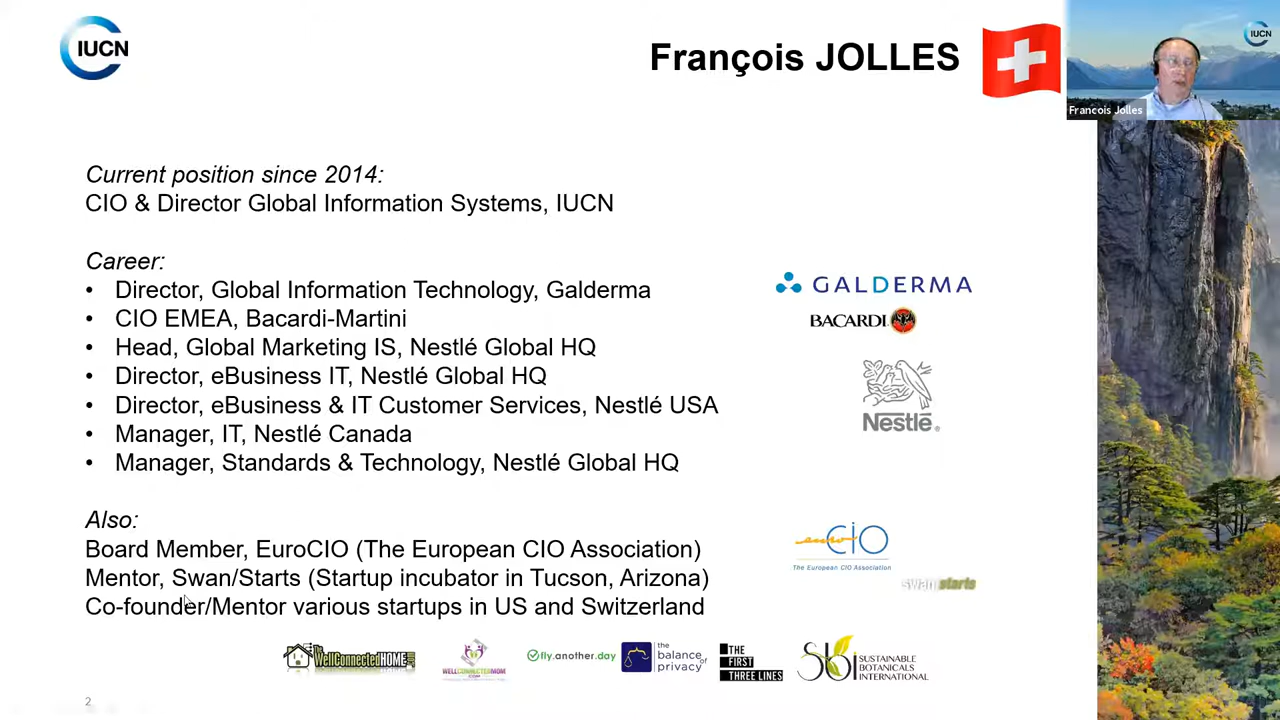 IUCN
François JOLLES
IUCN
Francois Jolles
Current position since 2014:
CIO & Director Global Information Systems, IUCN
Career:
• Director, Global Information Technology, Galderma
• CIO EMEA, Bacardi-Martini
• Head, Global Marketing IS, Nestlé Global HQ
• Director, eBusiness IT, Nestlé Global HQ
• Director, eBusiness & IT Customer Services, Nestlé USA
• Manager, IT, Nestlé Canada
• Manager, Standards & Technology, Nestlé Global HQ
GALDERMA
BACARDI
Nestlé
Also:
Board Member, EuroCIO (The European CIO Association)
Mentor, Swan/Starts (Startup incubator in Tucson, Arizona)
Co-founder/Mentor various startups in US and Switzerland
euroCIO
The European CIO Association
swanstarts
The WellConnectedHOME
WELLCONNECTEDMOM
.COM
fly.another.day
the
balance of
privacy
THE
FIRST
THREE LINES
SBI SUSTAINABLE
BOTANICALS
INTERNATIONAL
2